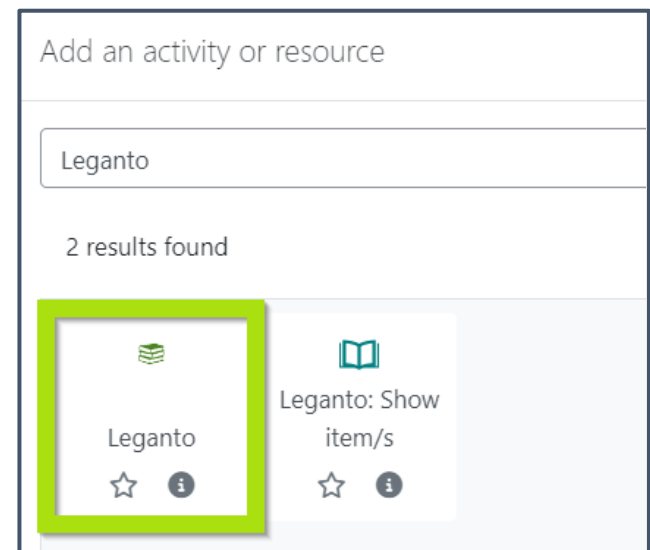 Add an activity or resource
Leganto
2 results found
Leganto
Leganto: Show
item/s